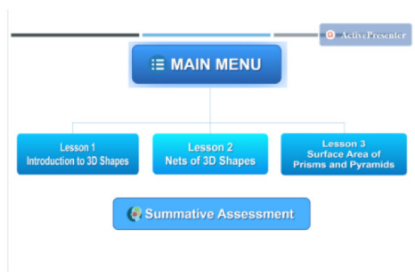 ActivePresenter
MAIN MENU
Lesson 1
Introduction to 3D Shapes
Lesson 2
Nets of 3D Shapes
Lesson 3
Surface Area of
Prisms and Pyramids
Summative Assessment